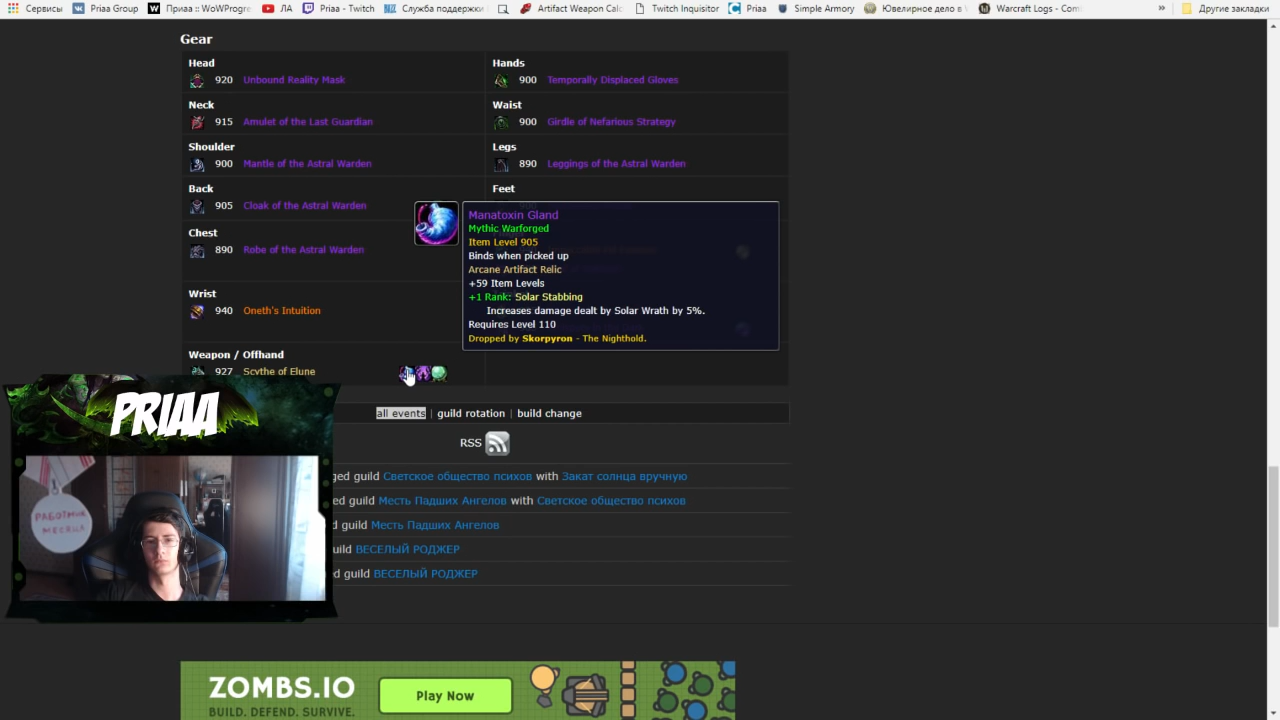 Сервисы
Priaa Group
Приаа :: WoWProgre
ЛА
Priaa - Twitch
Служба поддержки
Artifact Weapon Calc
Twitch Inquisitor
Priaa
Simple Armory
Ювелирное дело в
Warcraft Logs - Com
»
Другие закладки
Gear
Head
920 Unbound Reality Mask
Hands
900 Temporally Displaced Gloves
Neck
915 Amulet of the Last Guardian
Waist
900 Girdle of Nefarious Strategy
Shoulder
900 Mantle of the Astral Warden
Legs
890 Leggings of the Astral Warden
Back
905 Cloak of the Astral Warden
Feet
Chest
890 Robe of the Astral Warden
Wrist
940 Oneth's Intuition
Weapon / Offhand
927 Scythe of Elune
Manatoxin Gland
Mythic Warforged
Item Level 905
Binds when picked up
Arcane Artifact Relic
+59 Item Levels
+1 Rank: Solar Stabbing
Increases damage dealt by Solar Wrath by 5%.
Requires Level 110
Dropped by Skorpyron - The Nighthold.
all events | guild rotation | build change
RSS
ged guild Светское общество психов with Закат солнца вручную
ed guild Месть Падших Ангелов with Светское общество психов
d guild Месть Падших Ангелов
uild ВЕСЕЛЫЙ РОДЖЕР
ed guild ВЕСЕЛЫЙ РОДЖЕР
PRIAA
РАБОТНИК
МЕСЯЦА
ZOMBS.IO
BUILD. DEFEND. SURVIVE.
Play Now